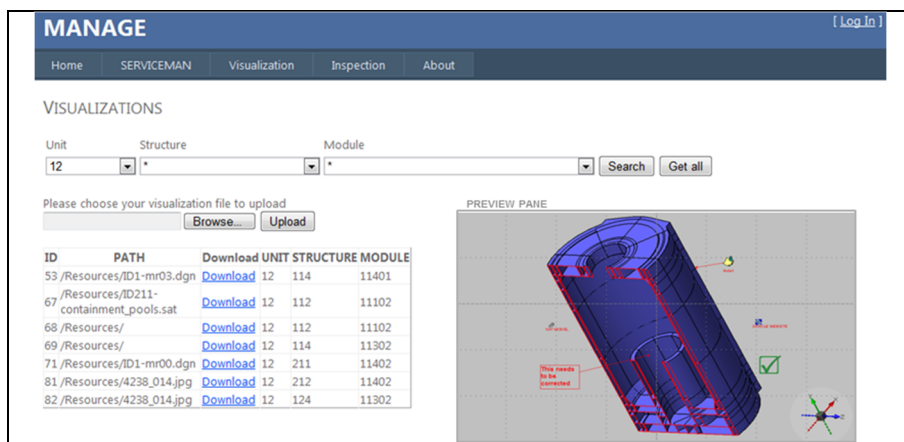 MANAGE
[ Log In ]
Home SERVICEMAN Visualization Inspection About
VISUALIZATIONS
Unit Structure Module
12 * * Search Get all
Please choose your visualization file to upload
Browse... Upload
PREVIEW PANE
ID PATH Download UNIT STRUCTURE MODULE
53 /Resources/ID1-mr03.dgn Download 12 114 11401
/Resources/ID211-
67 containment_pools.sat Download 12 112 11102
68 /Resources/ Download 12 112 11102
69 /Resources/ Download 12 114 11302
71 /Resources/ID1-mr00.dgn Download 12 211 11402
81 /Resources/4238_014.jpg Download 12 212 11402
82 /Resources/4238_014.jpg Download 12 124 11302
This needs
to be
corrected